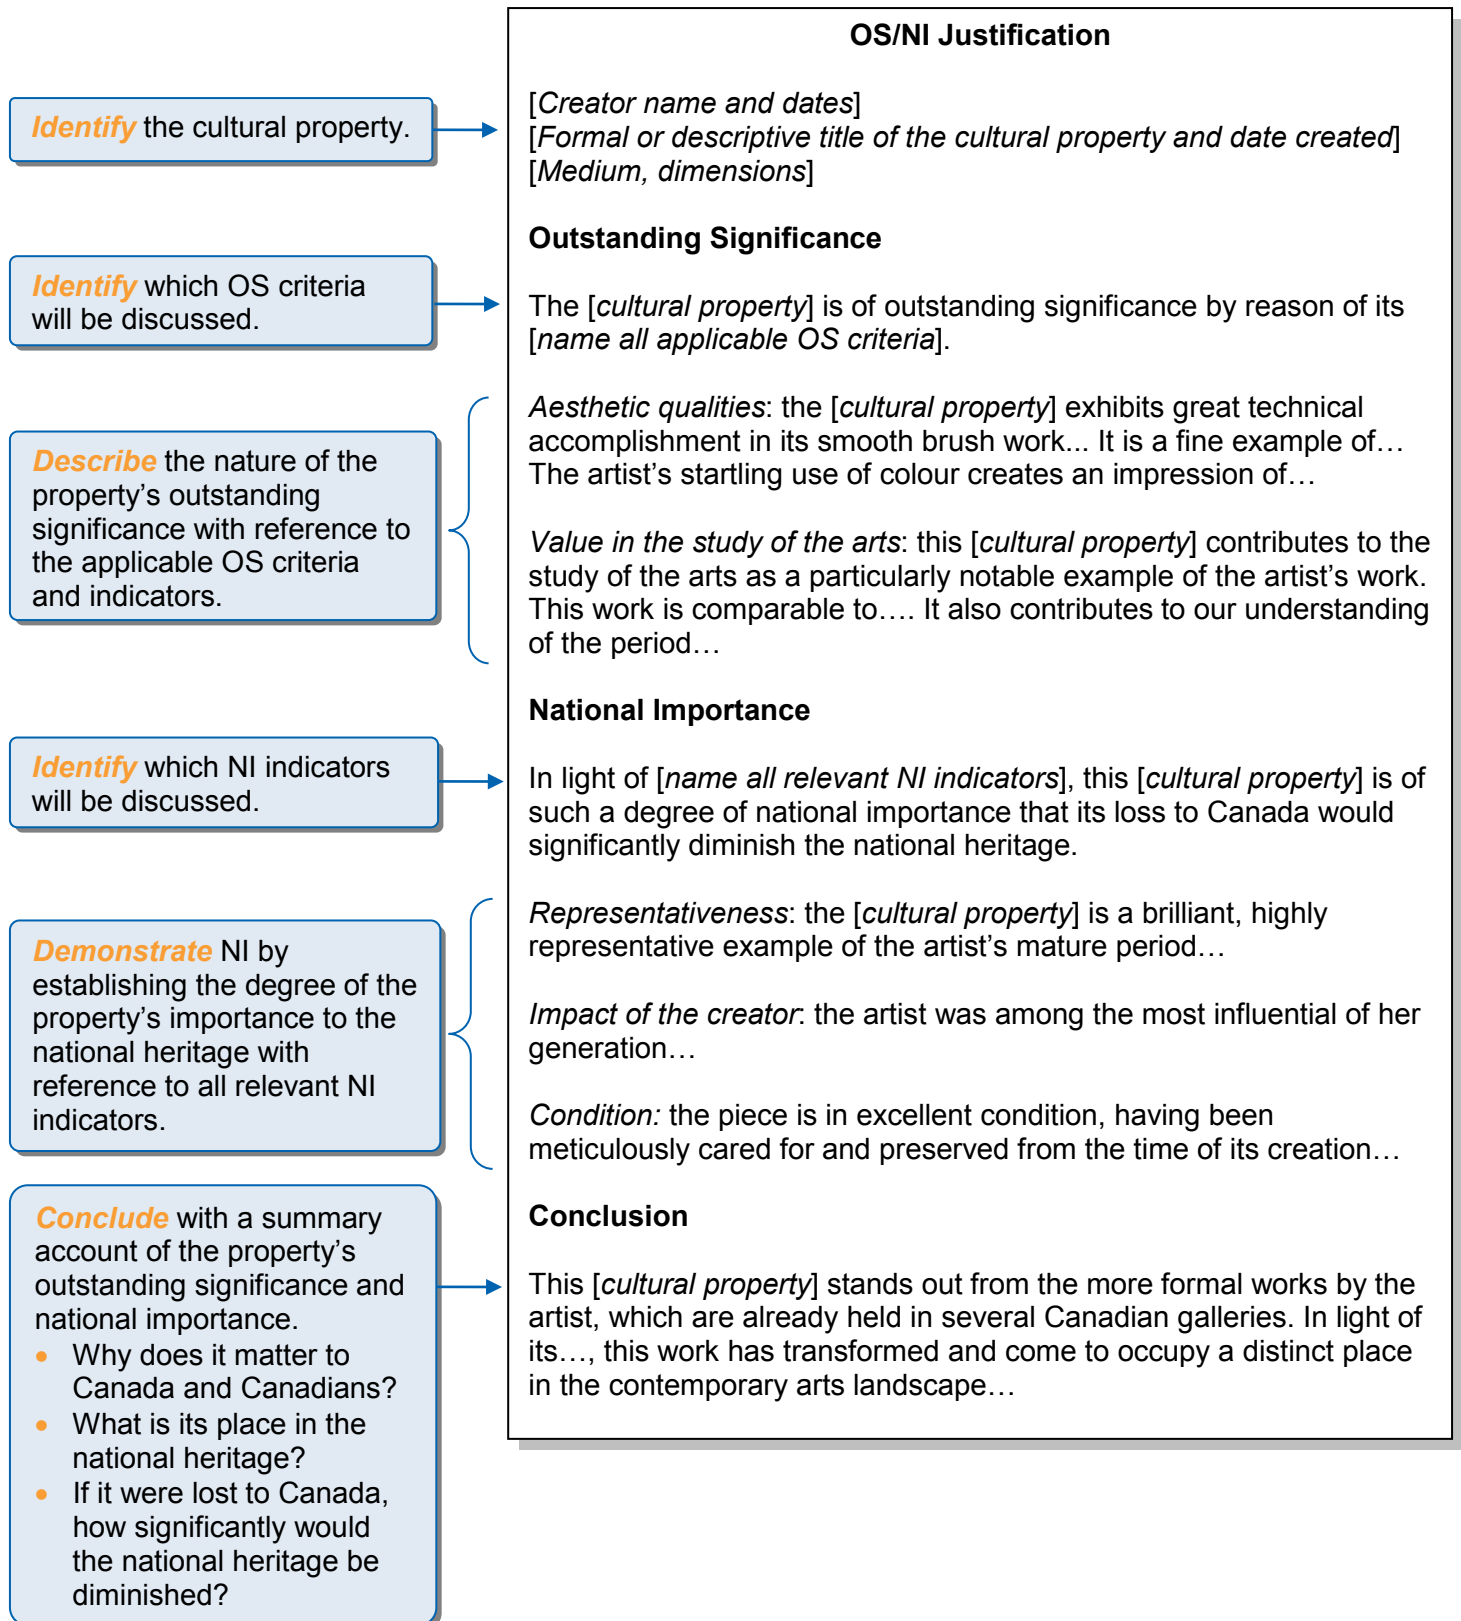 OS/NI Justification
Identify the cultural property.
[Creator name and dates]
[Formal or descriptive title of the cultural property and date created]
[Medium, dimensions]
Outstanding Significance
Identify which OS criteria
will be discussed.
The [cultural property] is of outstanding significance by reason of its
[name all applicable OS criteria].
Describe the nature of the
property’s outstanding
significance with reference to
the applicable OS criteria
and indicators.
Aesthetic qualities: the [cultural property] exhibits great technical
accomplishment in its smooth brush work... It is a fine example of…
The artist’s startling use of colour creates an impression of…
Value in the study of the arts: this [cultural property] contributes to the
study of the arts as a particularly notable example of the artist’s work.
This work is comparable to…. It also contributes to our understanding
of the period…
National Importance
Identify which NI indicators
will be discussed.
In light of [name all relevant NI indicators], this [cultural property] is of
such a degree of national importance that its loss to Canada would
significantly diminish the national heritage.
Demonstrate NI by
establishing the degree of the
property’s importance to the
national heritage with
reference to all relevant NI
indicators.
Representativeness: the [cultural property] is a brilliant, highly
representative example of the artist’s mature period…
Impact of the creator: the artist was among the most influential of her
generation…
Condition: the piece is in excellent condition, having been
meticulously cared for and preserved from the time of its creation…
Conclusion
Conclude with a summary
account of the property’s
outstanding significance and
national importance.
• Why does it matter to
Canada and Canadians?
• What is its place in the
national heritage?
• If it were lost to Canada,
how significantly would
the national heritage be
diminished?
This [cultural property] stands out from the more formal works by the
artist, which are already held in several Canadian galleries. In light of
its…, this work has transformed and come to occupy a distinct place
in the contemporary arts landscape…